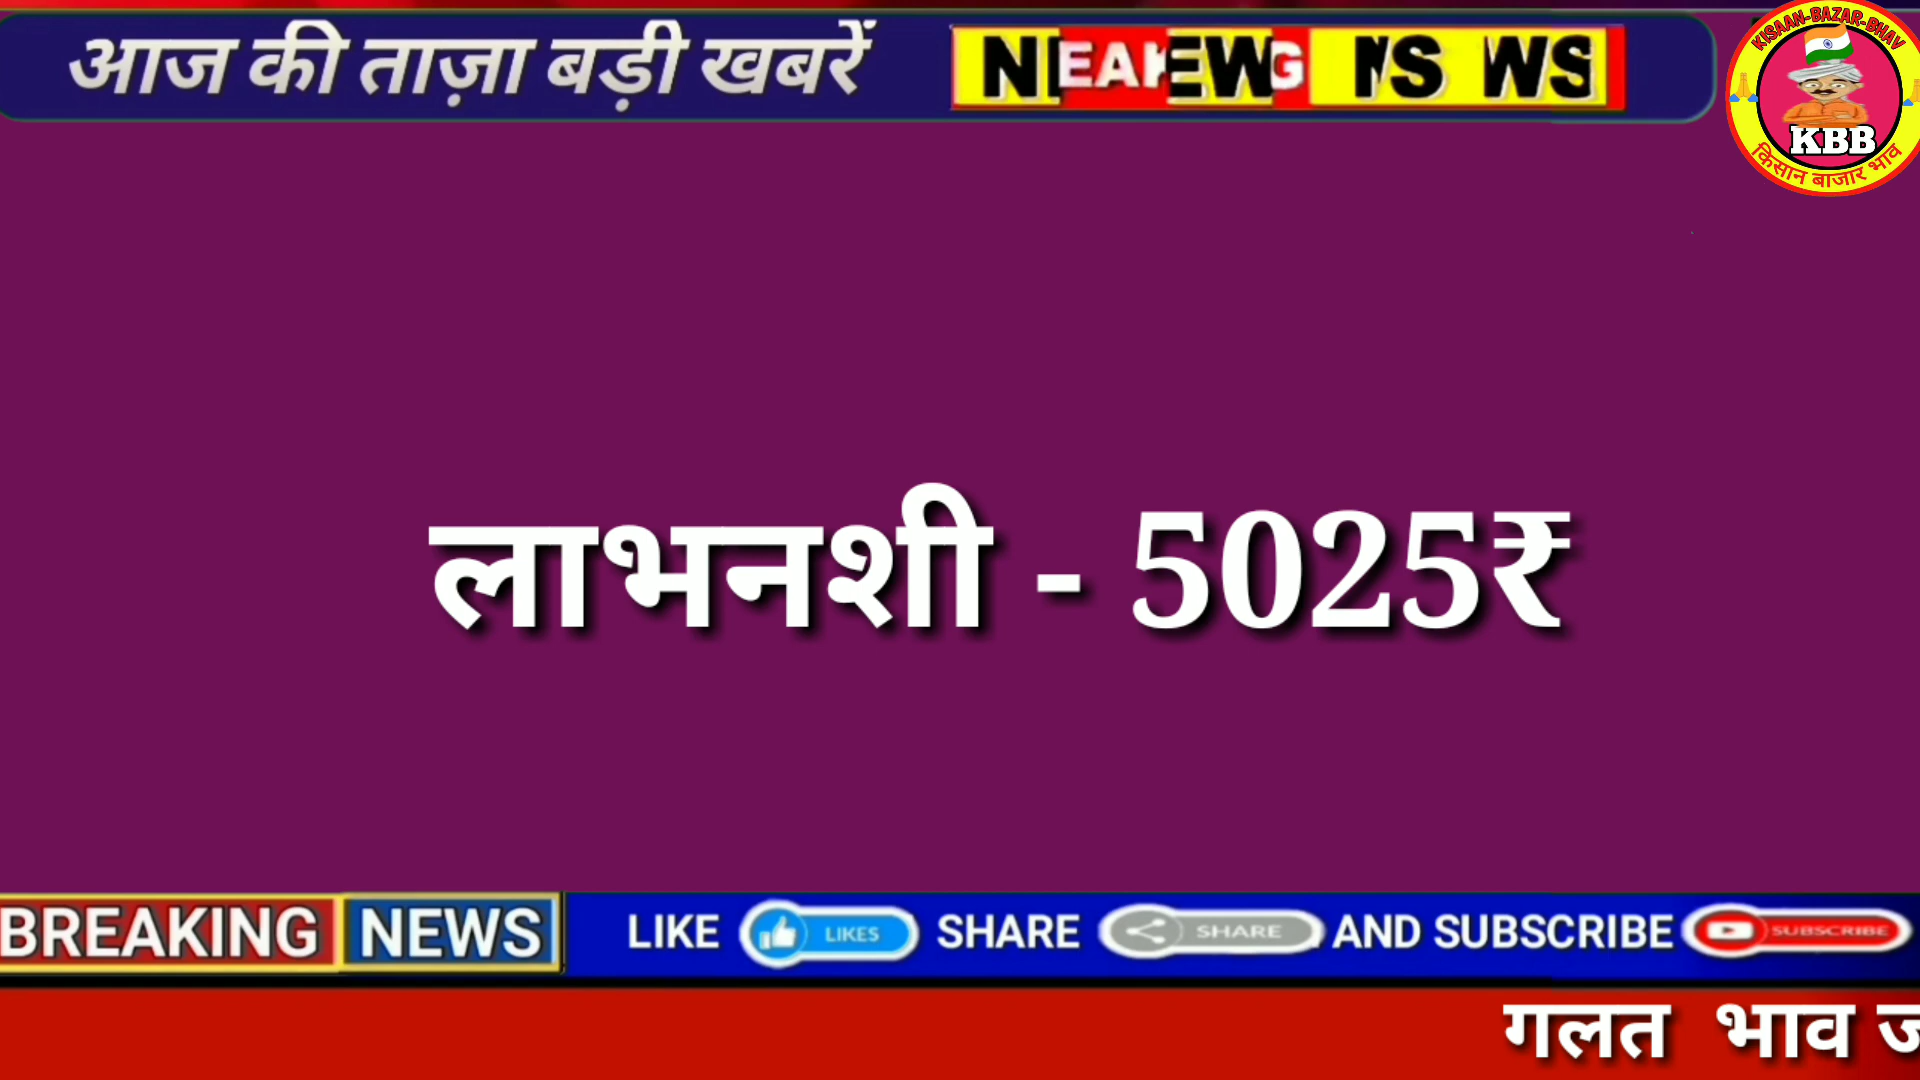 आज की ताज़ा बड़ी खबरें
KISAAN-BAZAR-BHAV
KBB
किसान बाजार भाव
लाभनशी - 5025₹
BREAKING NEWS LIKE LIKES SHARE SHARE AND SUBSCRIBE SUBSCRIBE
गलत भाव